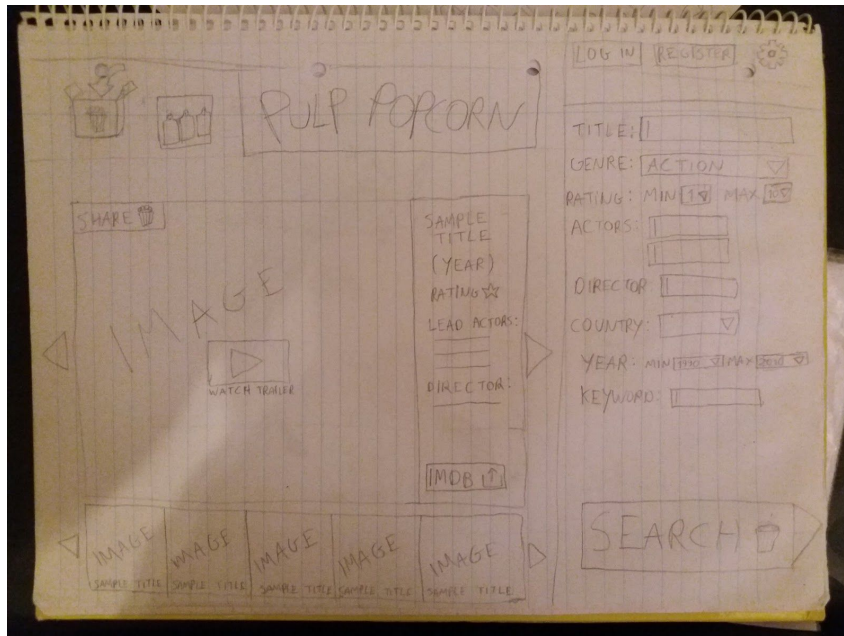 LOG IN REGISTER
PULP POPCORN
TITLE:
GENRE: ACTION
RATING: MIN 1 MAX 10
ACTORS:
DIRECTOR
COUNTRY:
YEAR: MIN MAX
KEYWORD:
SEARCH
SHARE
IMAGE
WATCH TRAILER
SAMPLE
TITLE
(YEAR)
RATING
LEAD ACTORS:
DIRECTOR:
IMDB
IMAGE IMAGE IMAGE IMAGE IMAGE
SAMPLE TITLE SAMPLE TITLE SAMPLE TITLE SAMPLE TITLE SAMPLE TITLE